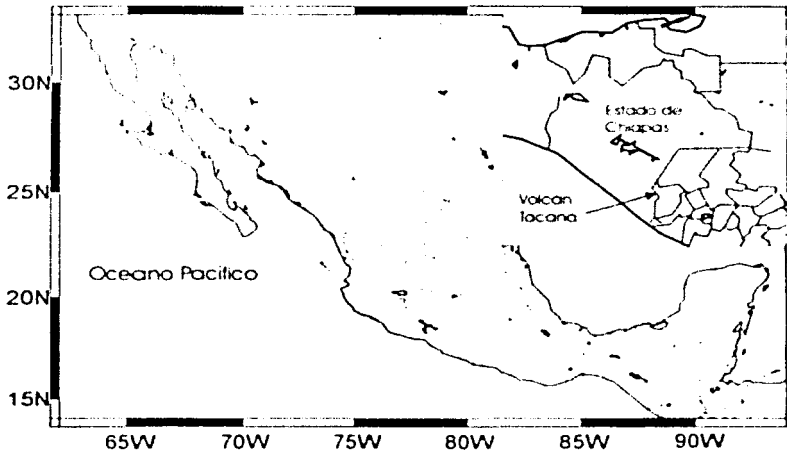 30N
25N
20N
15N
Estado de
Chiapas
Volcan
Tacana
Oceano Pacifico
65W
70W
75W
80W
85W
90W